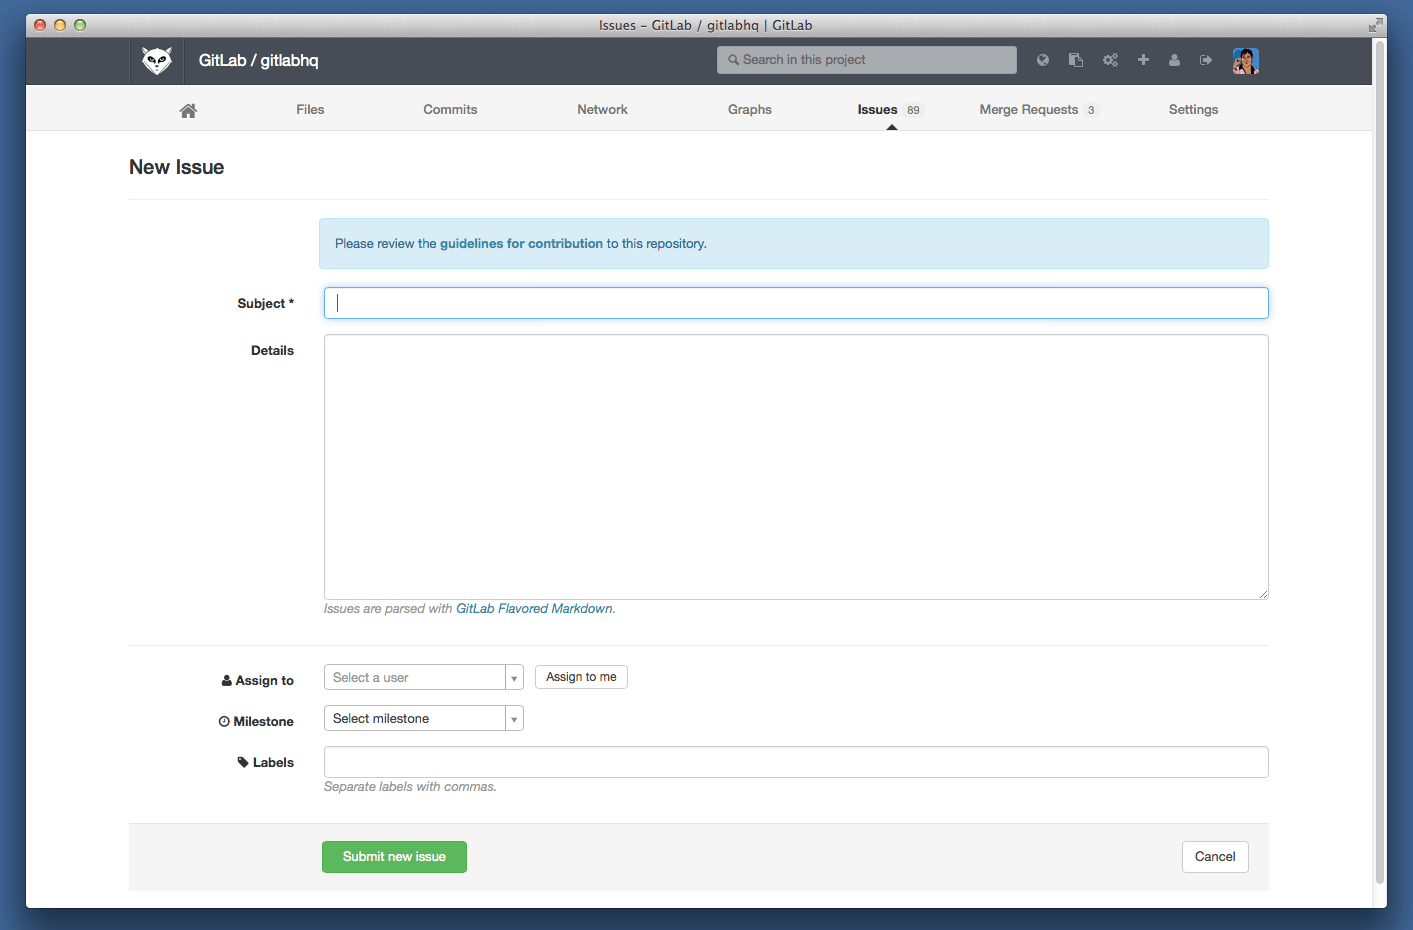 Issues – GitLab / gitlabhq | GitLab
GitLab / gitlabhq
Search in this project
Files Commits Network Graphs Issues 89 Merge Requests 3 Settings
New Issue
Please review the guidelines for contribution to this repository.
Subject *
Details
Issues are parsed with GitLab Flavored Markdown.
Assign to Select a user Assign to me
Milestone Select milestone
Labels
Separate labels with commas.
Submit new issue Cancel